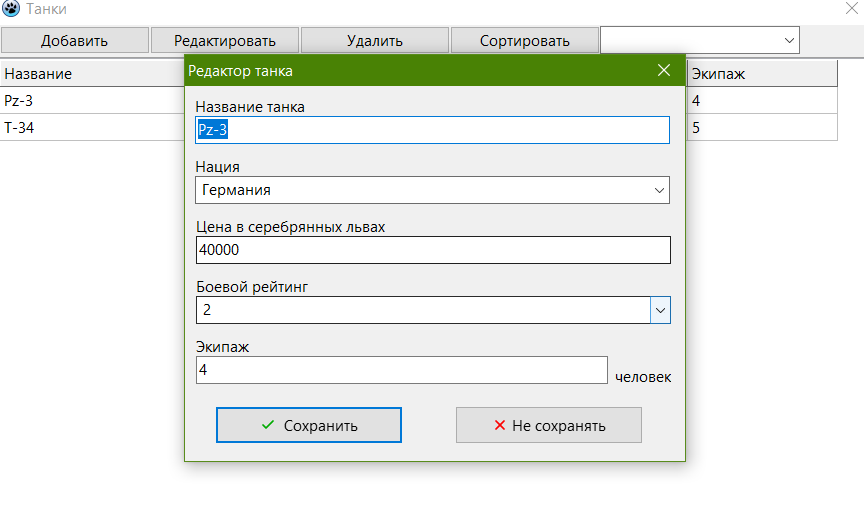 Танки
Добавить Редактировать Удалить Сортировать
Название Экипаж
Pz-3 4
Т-34 5
Редактор танка
Название танка
Pz-3
Нация
Германия
Цена в серебрянных львах
40000
Боевой рейтинг
2
Экипаж
4 человек
Сохранить Не сохранять